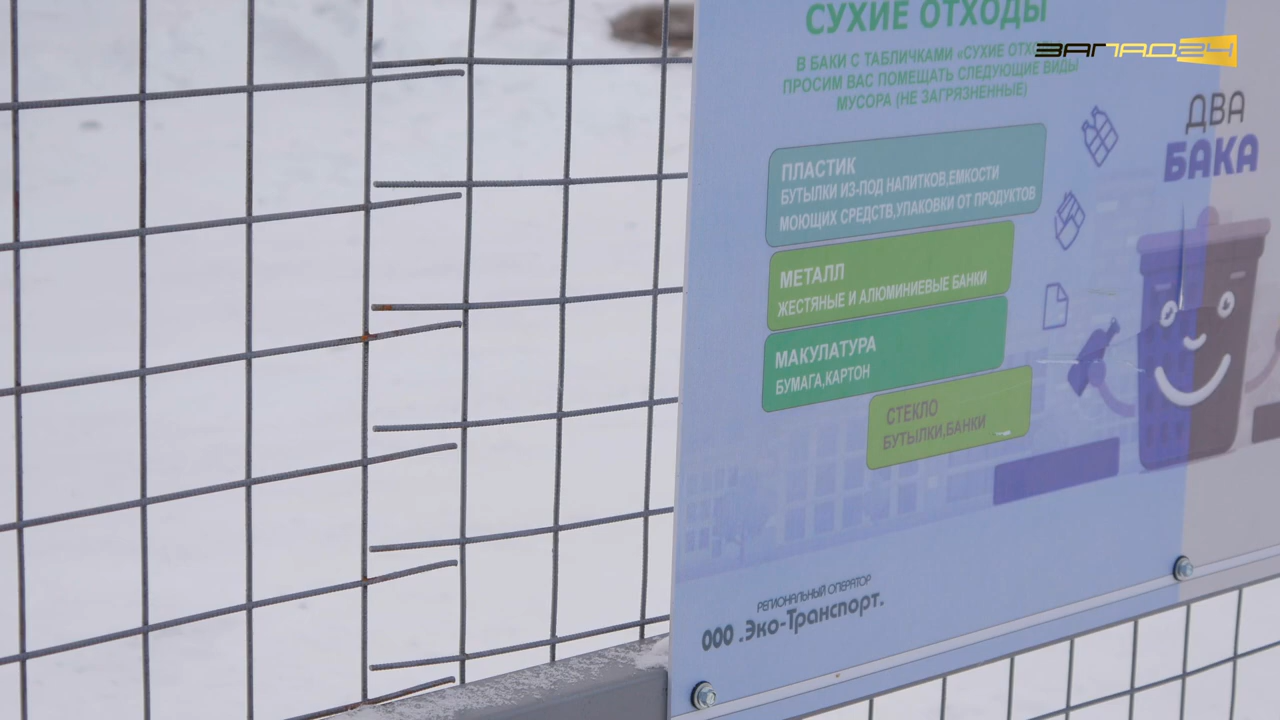 СУХИЕ ОТХОДЫ
В БАКИ С ТАБЛИЧКАМИ «СУХИЕ
ПРОСИМ ВАС ПОМЕЩАТЬ СЛЕДУЮЩИЕ ВИДЫ
МУСОРА (НЕ ЗАГРЯЗНЕННЫЕ)
ЗАПАД24
ДВА
БАКА
ПЛАСТИК
БУТЫЛКИ ИЗ-ПОД НАПИТКОВ,ЕМКОСТИ
МОЮЩИХ СРЕДСТВ,УПАКОВКИ ОТ ПРОДУКТОВ
МЕТАЛЛ
ЖЕСТЯНЫЕ И АЛЮМИНИЕВЫЕ БАНКИ
МАКУЛАТУРА
БУМАГА,КАРТОН
СТЕКЛО
БУТЫЛКИ,БАНКИ
РЕГИОНАЛЬНЫЙ ОПЕРАТОР
ООО .Эко-Транспорт.